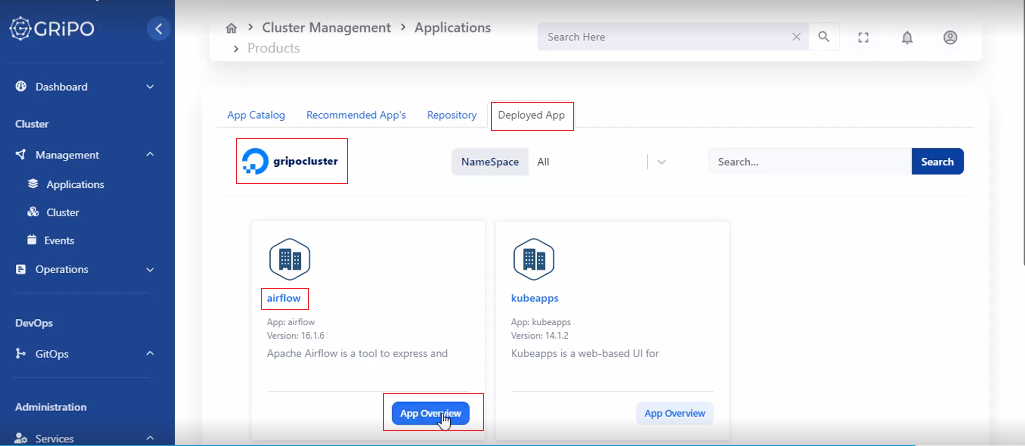 GRiPO
Cluster Management > Applications
> Products
Search Here
Dashboard
Cluster
Management
Applications
Cluster
Events
Operations
DevOps
GitOps
Administration
Services
App Catalog
Recommended App's
Repository
Deployed App
gripocluster
NameSpace
All
Search...
Search
airflow
App: airflow
Version: 16.1.6
Apache Airflow is a tool to express and
App Overview
kubeapps
App: kubeapps
Version: 14.1.2
Kubeapps is a web-based UI for
App Overview